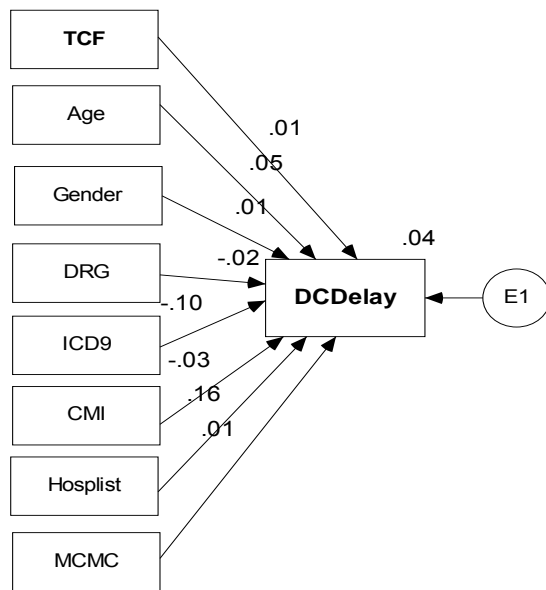 TCF
Age
Gender
DRG
ICD9
CMI
Hosplist
MCMC
.01
.05
.01
-.02
-.10
-.03
.16
.01
.04
DCDelay
E1